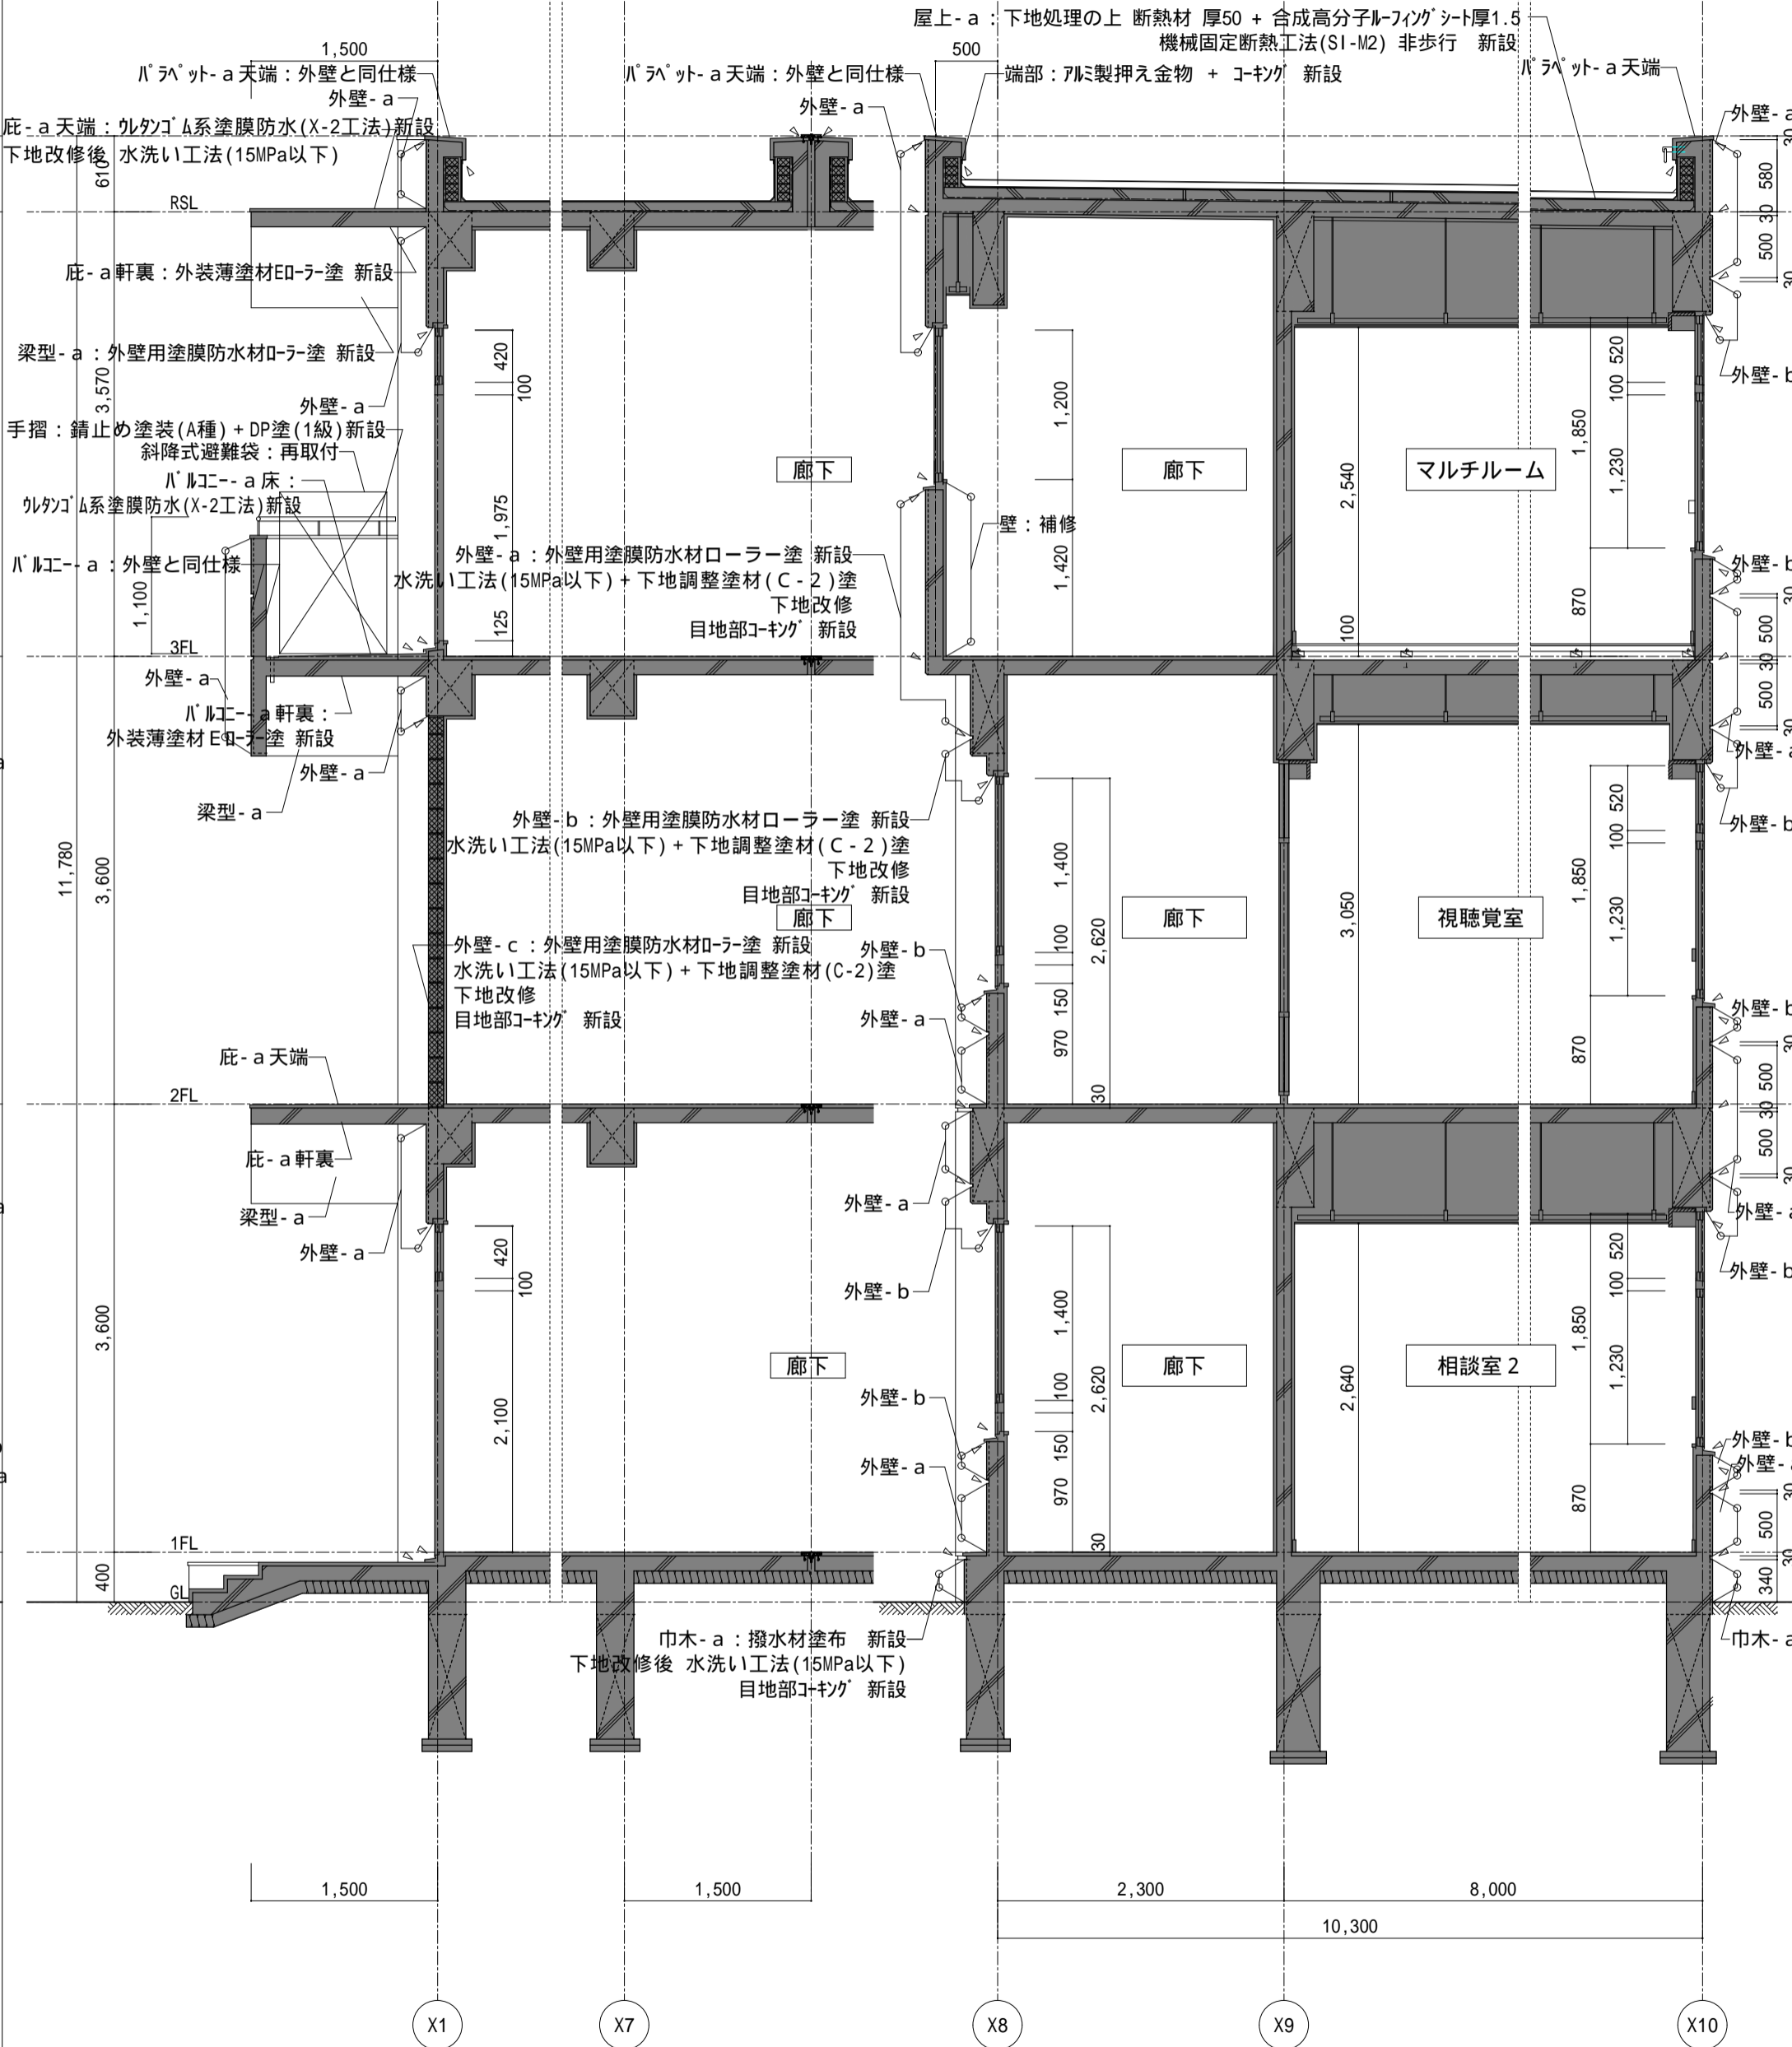 屋上-a：下地処理の上 断熱材 厚50 + 合成高分子ﾙｰﾌｨﾝｸﾞｼｰﾄ厚1.5
機械固定断熱工法(SI-M2) 非歩行　新設
1,500
500
ﾊﾟﾗﾍﾟｯﾄ-a天端：外壁と同仕様
ﾊﾟﾗﾍﾟｯﾄ-a天端：外壁と同仕様
端部：ｱﾙﾐ製押え金物 + ｺｰｷﾝｸﾞ 新設
ﾊﾟﾗﾍﾟｯﾄ-a天端
外壁-a
外壁-a
外壁-a
庇-a天端：ｳﾚﾀﾝｺﾞﾑ系塗膜防水(X-2工法)新設
下地改修後 水洗い工法(15MPa以下)
610
RSL
30
580
30
500
30
庇-a軒裏：外装薄塗材Eﾛｰﾗｰ塗 新設
梁型-a：外壁用塗膜防水材ﾛｰﾗｰ塗 新設
3,570
外壁-a
手摺：錆止め塗装(A種)+DP塗(1級)新設
斜降式避難袋：再取付
ﾊﾞﾙｺﾆｰ-a床：
ｳﾚﾀﾝｺﾞﾑ系塗膜防水(X-2工法)新設
ﾊﾞﾙｺﾆｰ-a：外壁と同仕様
1,100
420
100
1,975
125
廊下
1,200
1,420
廊下
マルチルーム
2,540
100
1,850
870
520
100
1,230
外壁-b
壁：補修
外壁-a：外壁用塗膜防水材ローラー塗 新設
水洗い工法(15MPa以下)+下地調整塗材(C-2)塗
下地改修
目地部ｺｰｷﾝｸﾞ 新設
外壁-b
30
500
30
500
30
3FL
外壁-a
ﾊﾞﾙｺﾆｰ-a軒裏：
外装薄塗材Eﾛｰﾗｰ塗 新設
外壁-a
外壁-a
梁型-a
外壁-b
11,780
3,600
外壁-b：外壁用塗膜防水材ローラー塗 新設
水洗い工法(15MPa以下)+下地調整塗材(C-2)塗
下地改修
目地部ｺｰｷﾝｸﾞ 新設
廊下
1,400
100
150
970
30
2,620
廊下
3,050
視聴覚室
1,850
870
520
100
1,230
外壁-c：外壁用塗膜防水材ﾛｰﾗｰ塗 新設
水洗い工法(15MPa以下)+下地調整塗材(C-2)塗
下地改修
目地部ｺｰｷﾝｸﾞ 新設
外壁-b
外壁-a
外壁-b
30
500
30
500
30
庇-a天端
2FL
庇-a軒裏
梁型-a
外壁-a
外壁-a
外壁-b
外壁-a
外壁-b
3,600
420
100
2,100
廊下
1,400
100
150
970
30
2,620
廊下
2,640
相談室2
1,850
870
520
100
1,230
外壁-b
外壁-a
外壁-b
外壁-a
30
500
30
340
1FL
400
GL
巾木-a：撥水材塗布　新設
下地改修後 水洗い工法(15MPa以下)
目地部ｺｰｷﾝｸﾞ 新設
巾木-a
1,500
1,500
2,300
8,000
10,300
X1
X7
X8
X9
X10